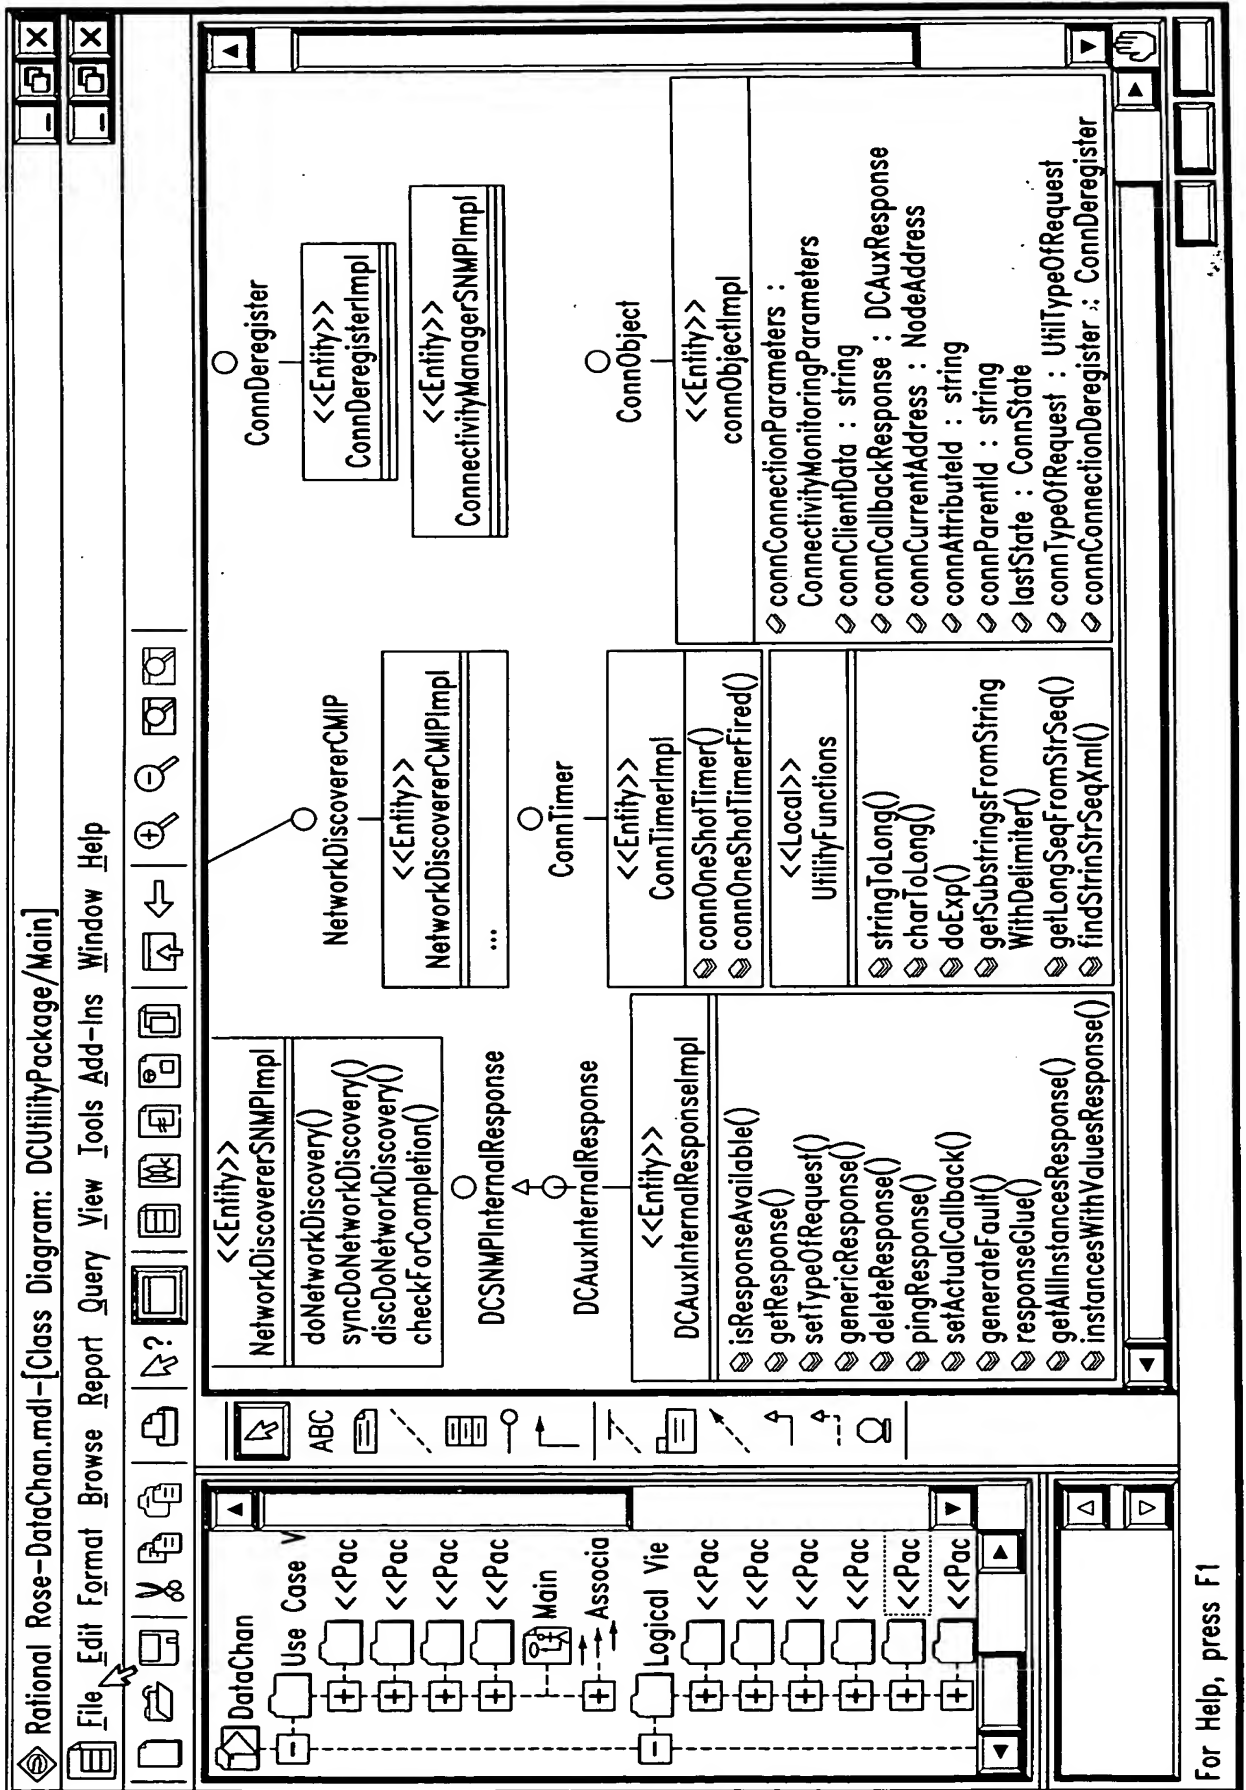 Rational Rose-DataChan.mdl-[Class Diagram: DCUtilityPackage/Main]
File Edit Format Browse Report Query View Tools Add-Ins Window Help
?
DataChan
Use Case V
<<Pac
<<Pac
<<Pac
<<Pac
Main
Associa
Logical Vie
<<Pac
<<Pac
<<Pac
<<Pac
<<Pac
<<Pac
ABC
<<Entity>>
NetworkDiscovererSNMPImpl
doNetworkDiscovery()
syncDoNetworkDiscovery()
discDoNetworkDiscovery()
checkForCompletion()
DCSNMPInternalResponse
DCAuxInternalResponse
<<Entity>>
DCAuxInternalResponseImpl
isResponseAvailable()
getResponse()
setTypeOfRequest()
genericResponse()
deleteResponse()
pingResponse()
setActualCallback()
generateFault()
responseGlue()
getAllInstancesResponse()
instancesWithValuesResponse()
NetworkDiscovererCMIP
<<Entity>>
NetworkDiscovererCMIPImpl
...
ConnTimer
<<Entity>>
ConnTimerImpl
connOneShotTimer()
connOneShotTimerFired()
<<Local>>
UtilityFunctions
stringToLong()
charToLong()
doExp()
getSubstringsFromString
WithDelimiter()
getLongSeqFromStrSeq()
findStrinStrSeqXml()
ConnDeregister
<<Entity>>
ConnDeregisterImpl
<<Entity>>
ConnectivityManagerSNMPImpl
ConnObject
<<Entity>>
connObjectImpl
connConnectionParameters :
ConnectivityMonitoringParameters
connClientData : string
connCallbackResponse : DCAuxResponse
connCurrentAddress : NodeAddress
connAttributeId : string
connParentId : string
lastState : ConnState
connTypeOfRequest : UtilTypeOfRequest
connConnectionDeregister : ConnDeregister
For Help, press F1